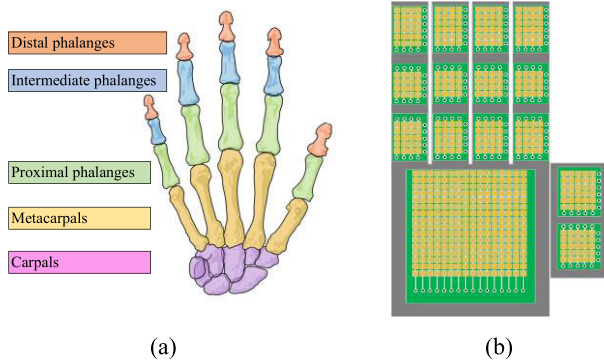 Distal phalanges
Intermediate phalanges
Proximal phalanges
Metacarpals
Carpals
(a)
(b)